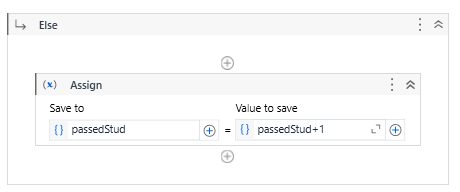 Else
(x) Assign
Save to
Value to save
{} passedStud
=
{} passedStud+1